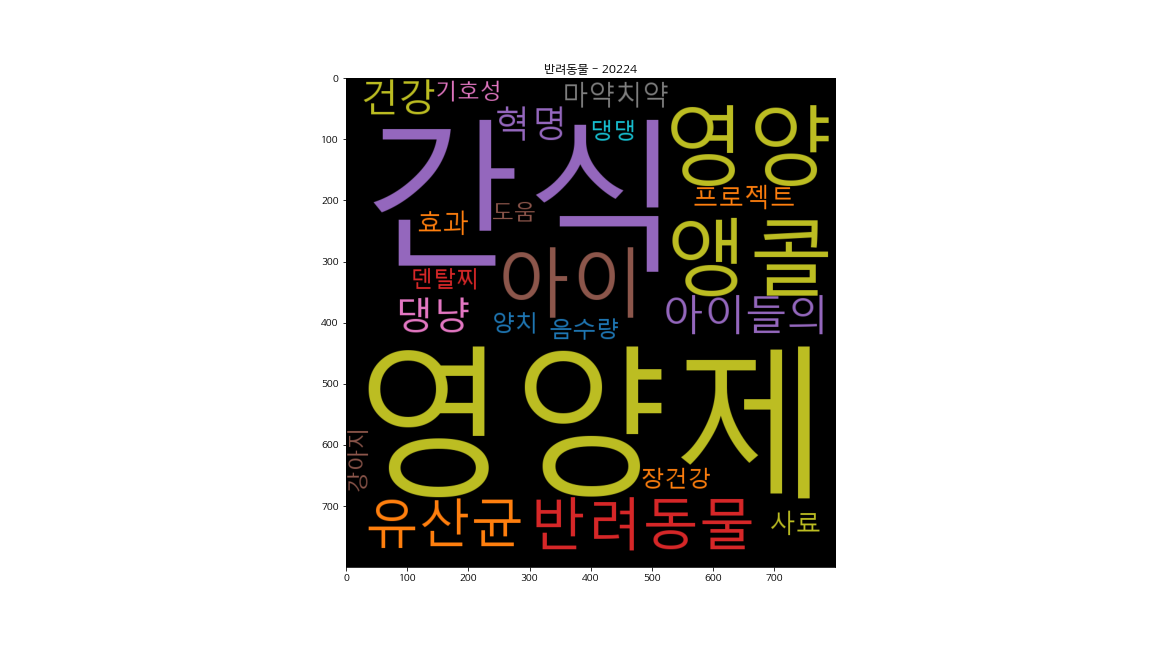 반려동물 - 20224
0
100
200
300
400
500
600
700
건강
기호성
마약치약
혁명
댕댕
영양
간식
프로젝트
효과
도움
앵콜
아이
덴탈찌
댕냥
양치
음수량
아이들의
영양제
강아지
장건강
유산균
반려동물
사료
0
100
200
300
400
500
600
700